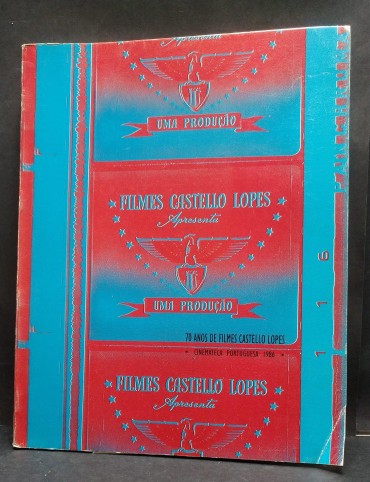 Apresenta
UMA PRODUÇÃO
FILMES CASTELLO LOPES
Apresenta
UMA PRODUÇÃO
70 ANOS DE FILMES CASTELLO LOPES
• CINEMATECA PORTUGUESA 1986 •
FILMES CASTELLO LOPES
Apresenta